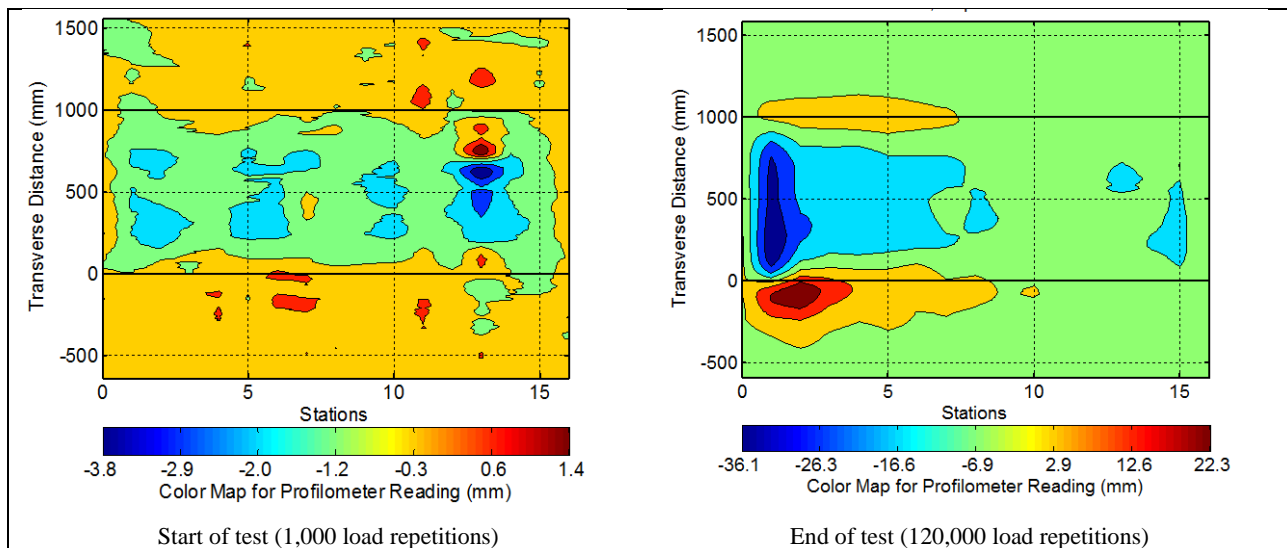 1500
1000
500
0
-500
Transverse Distance (mm)
0 5 10 15
Stations
-3.8 -2.9 -2.0 -1.2 -0.3 0.6 1.4
Color Map for Profilometer Reading (mm)
Start of test (1,000 load repetitions)
1500
1000
500
0
-500
Transverse Distance (mm)
0 5 10 15
Stations
-36.1 -26.3 -16.6 -6.9 2.9 12.6 22.3
Color Map for Profilometer Reading (mm)
End of test (120,000 load repetitions)